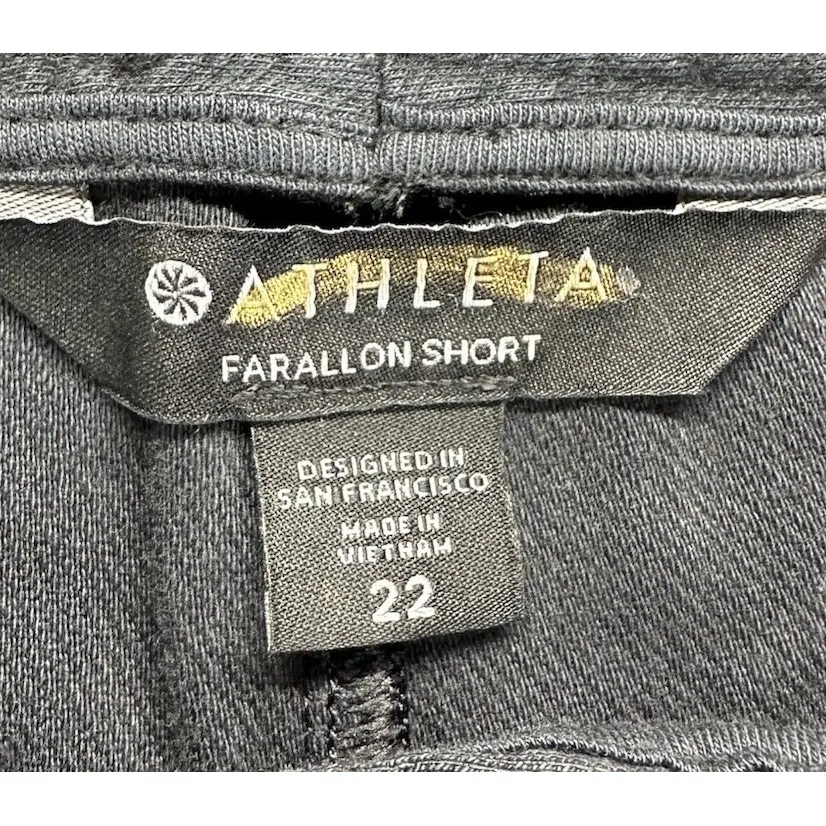 ATHLETA
FARALLON SHORT
DESIGNED IN
SAN FRANCISCO
MADE IN
VIETNAM
22